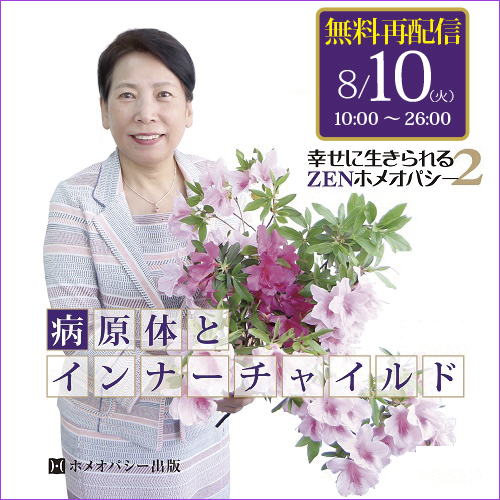 無料再配信
8/10(火)
10:00 〜 26:00
幸せに生きられる
ZENホメオパシー2
病原体と
インナーチャイルド
ホメオパシー出版